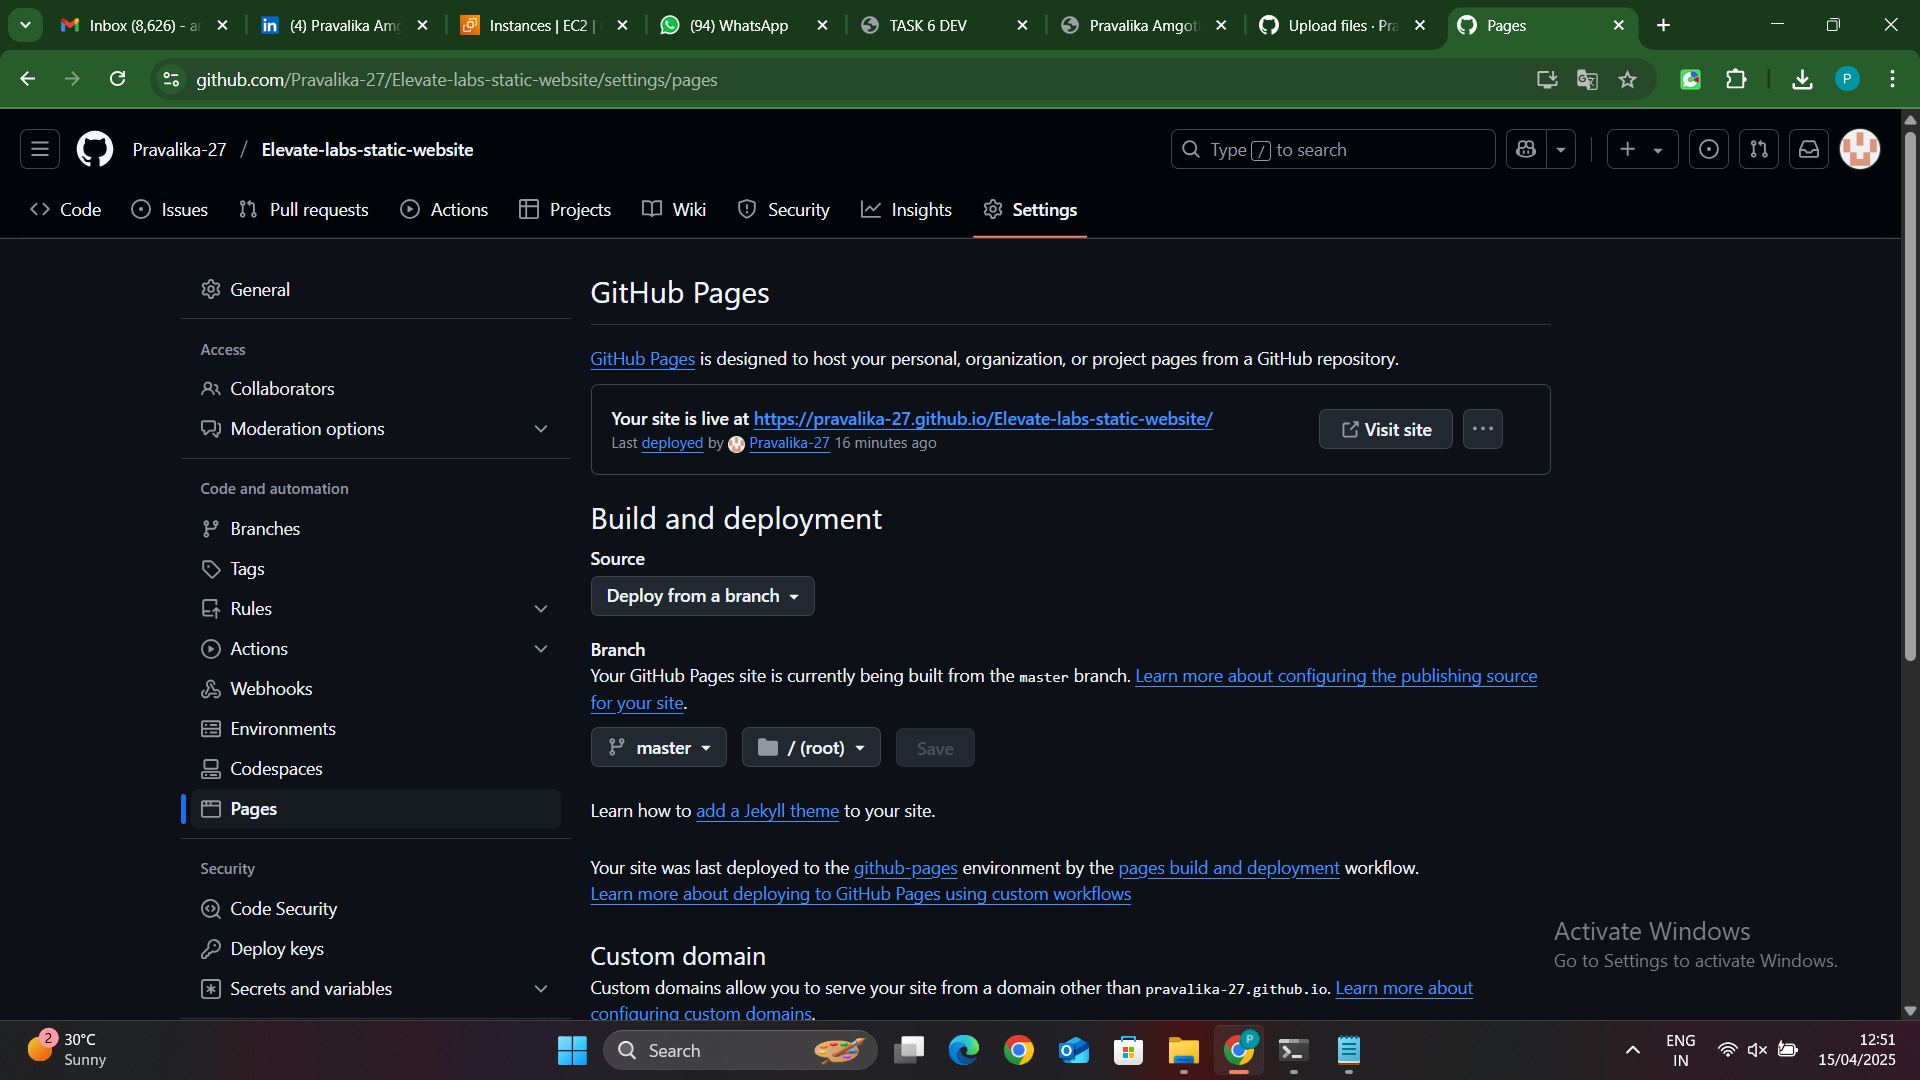 Inbox (8,626) - a
(4) Pravalika Amg
Instances | EC2 |
(94) WhatsApp
TASK 6 DEV
Pravalika Amgot
Upload files · Pra
Pages
github.com/Pravalika-27/Elevate-labs-static-website/settings/pages
P
Pravalika-27 / Elevate-labs-static-website
Type / to search
Code
Issues
Pull requests
Actions
Projects
Wiki
Security
Insights
Settings
General
Access
Collaborators
Moderation options
Code and automation
Branches
Tags
Rules
Actions
Webhooks
Environments
Codespaces
Pages
Security
Code Security
Deploy keys
Secrets and variables
GitHub Pages
GitHub Pages is designed to host your personal, organization, or project pages from a GitHub repository.
Your site is live at https://pravalika-27.github.io/Elevate-labs-static-website/
Last deployed by Pravalika-27 16 minutes ago
Visit site
Build and deployment
Source
Deploy from a branch
Branch
Your GitHub Pages site is currently being built from the master branch. Learn more about configuring the publishing source
for your site.
master
/ (root)
Save
Learn how to add a Jekyll theme to your site.
Your site was last deployed to the github-pages environment by the pages build and deployment workflow.
Learn more about deploying to GitHub Pages using custom workflows
Custom domain
Custom domains allow you to serve your site from a domain other than pravalika-27.github.io. Learn more about
configuring custom domains.
Activate Windows
Go to Settings to activate Windows.
2
30°C
Sunny
Search
P
ENG
IN
12:51
15/04/2025